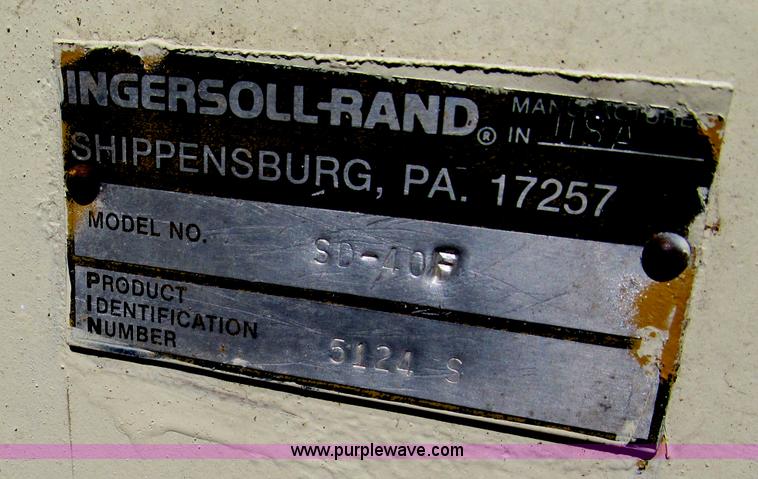 INGERSOLL-RAND®
MANUFACTURED
IN USA
SHIPPENSBURG, PA. 17257
MODEL NO. SD-40F
PRODUCT
IDENTIFICATION
NUMBER 5124 S
www.purplewave.com